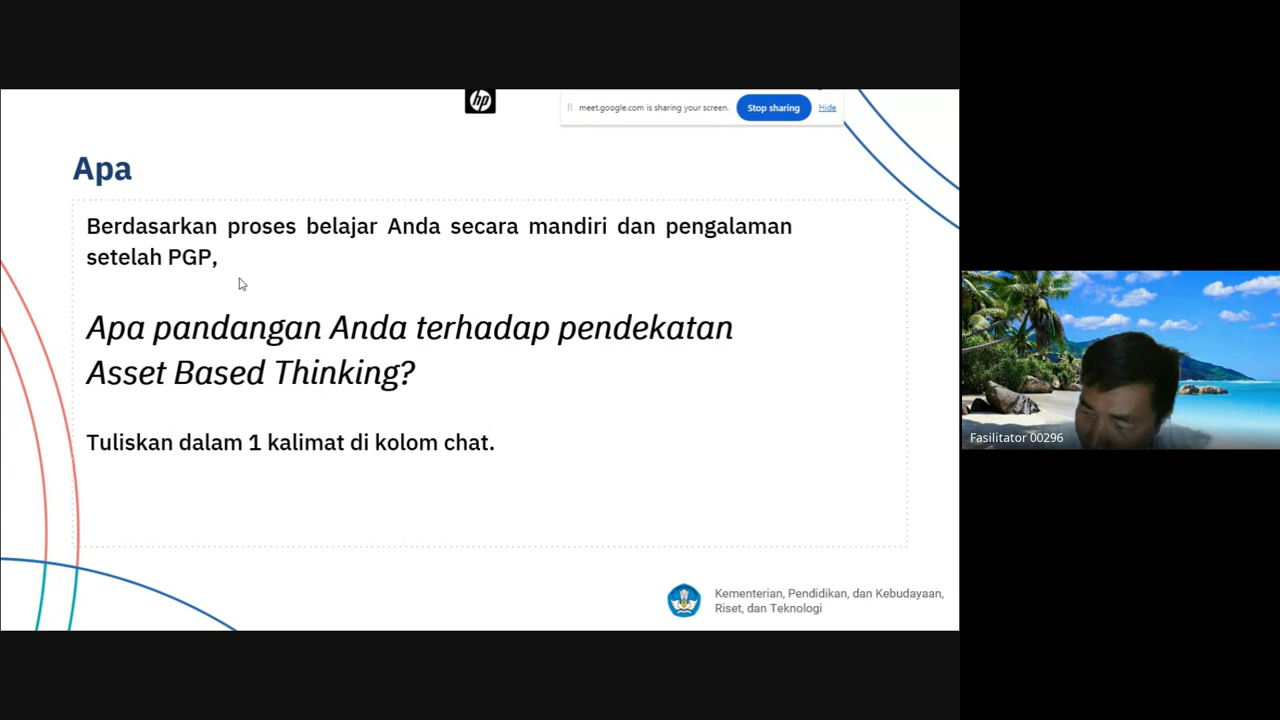 hp
meet.google.com is sharing your screen.
Stop sharing
Hide
Apa
Berdasarkan proses belajar Anda secara mandiri dan pengalaman
setelah PGP,
Apa pandangan Anda terhadap pendekatan
Asset Based Thinking?
Tuliskan dalam 1 kalimat di kolom chat.
Fasilitator 00296
Kementerian, Pendidikan, dan Kebudayaan,
Riset, dan Teknologi